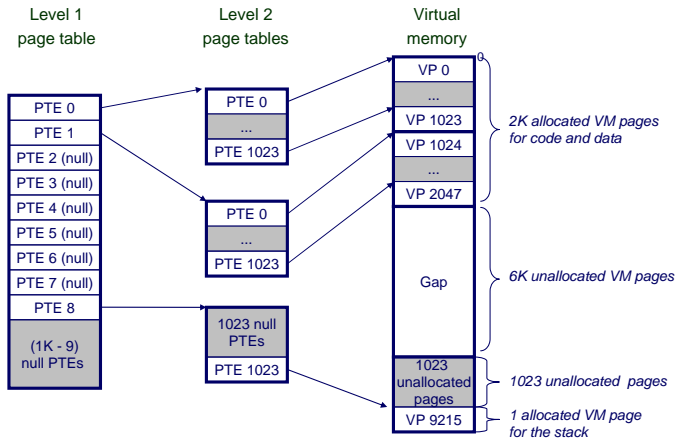 Level 1
page table
Level 2
page tables
Virtual
memory
PTE 0
PTE 1
PTE 2 (null)
PTE 3 (null)
PTE 4 (null)
PTE 5 (null)
PTE 6 (null)
PTE 7 (null)
PTE 8
(1K - 9)
null PTEs
PTE 0
...
PTE 1023
PTE 0
...
PTE 1023
1023 null
PTEs
PTE 1023
0
VP 0
...
VP 1023
VP 1024
...
VP 2047
Gap
1023
unallocated
pages
VP 9215
2K allocated VM pages
for code and data
6K unallocated VM pages
1023 unallocated pages
1 allocated VM page
for the stack